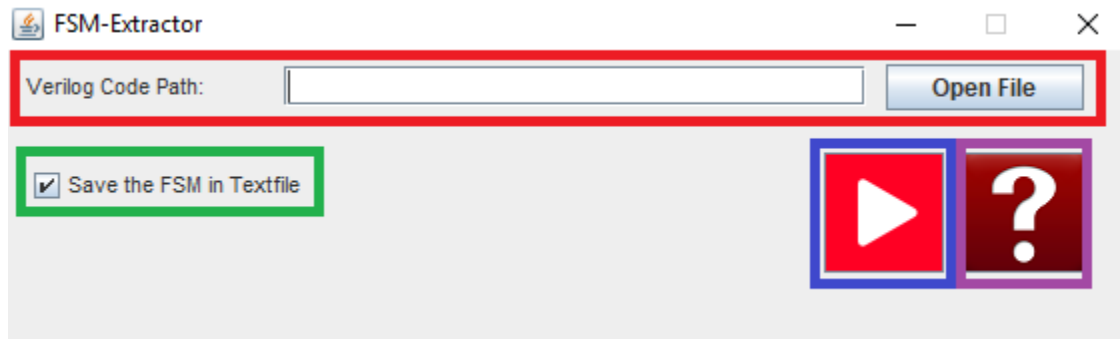 FSM-Extractor
Verilog Code Path: Open File
Save the FSM in Textfile
?